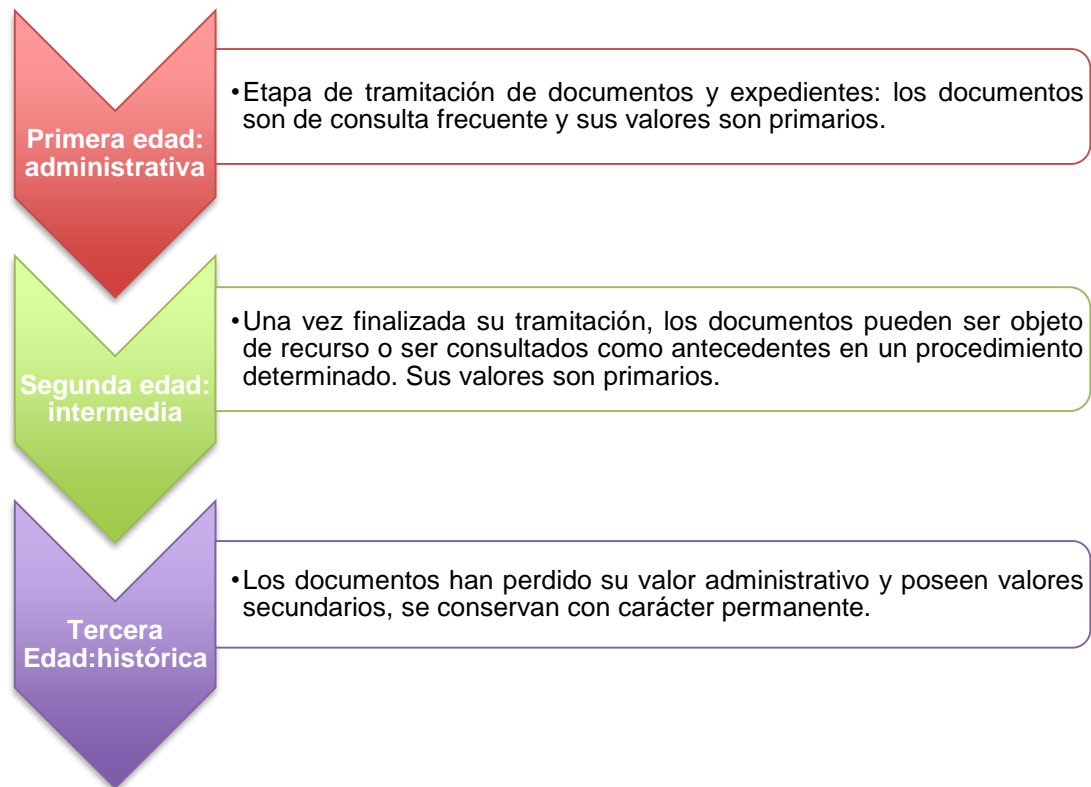 Primera edad:
administrativa
•Etapa de tramitación de documentos y expedientes: los documentos
son de consulta frecuente y sus valores son primarios.
Segunda edad:
intermedia
•Una vez finalizada su tramitación, los documentos pueden ser objeto
de recurso o ser consultados como antecedentes en un procedimiento
determinado. Sus valores son primarios.
Tercera
Edad:histórica
•Los documentos han perdido su valor administrativo y poseen valores
secundarios, se conservan con carácter permanente.